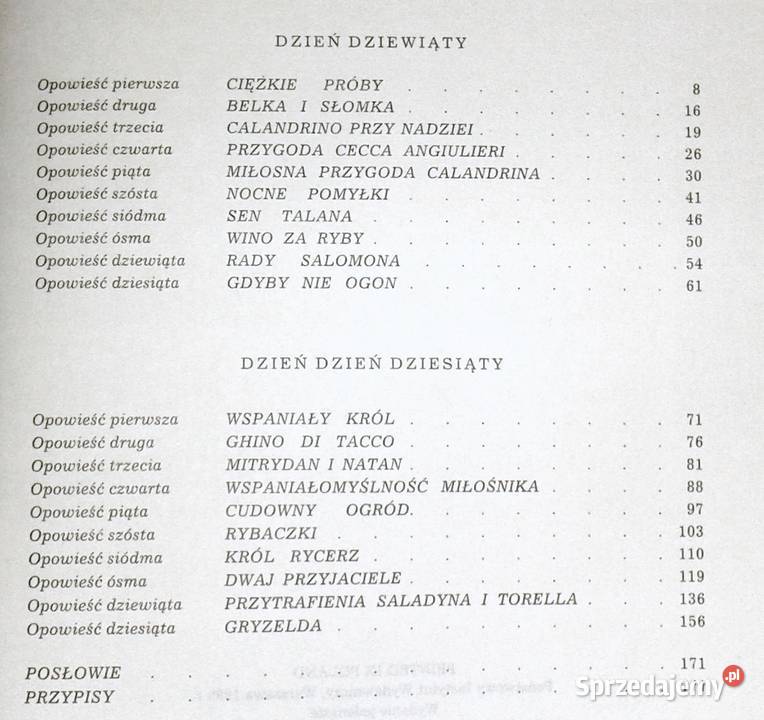 DZIEŃ DZIEWIĄTY
Opowieść pierwsza CIĘŻKIE PRÓBY . . . . . . . 8
Opowieść druga BELKA I SŁOMKA . . . . . . . 16
Opowieść trzecia CALANDRINO PRZY NADZIEI . . . . . 19
Opowieść czwarta PRZYGODA CECCA ANGIULIERI . . . . . 26
Opowieść piąta MIŁOSNA PRZYGODA CALANDRINA . . . . 30
Opowieść szósta NOCNE POMYŁKI . . . . . . . 41
Opowieść siódma SEN TALANA . . . . . . . . 46
Opowieść ósma WINO ZA RYBY . . . . . . . . 50
Opowieść dziewiąta RADY SALOMONA . . . . . . . 54
Opowieść dziesiąta GDYBY NIE OGON . . . . . . . 61
DZIEŃ DZIEŃ DZIESIĄTY
Opowieść pierwsza WSPANIAŁY KRÓL . . . . . . . 71
Opowieść druga GHINO DI TACCO . . . . . . . 76
Opowieść trzecia MITRYDAN I NATAN . . . . . . . 81
Opowieść czwarta WSPANIAŁOMYŚLNOŚĆ MIŁOŚNIKA . . . . 88
Opowieść piąta CUDOWNY OGRÓD . . . . . . . 97
Opowieść szósta RYBACZKI . . . . . . . . . 103
Opowieść siódma KRÓL RYCERZ . . . . . . . . 110
Opowieść ósma DWAJ PRZYJACIELE . . . . . . . 119
Opowieść dziewiąta PRZYTRAFIENIA SALADYNA I TORELLA . . . 136
Opowieść dziesiąta GRYZELDA . . . . . . . . . 156
POSŁOWIE . . . . . . . . . . . . . 171
PRZYPISY . . . . . . . . . . . . .
Sprzedajemy.pl